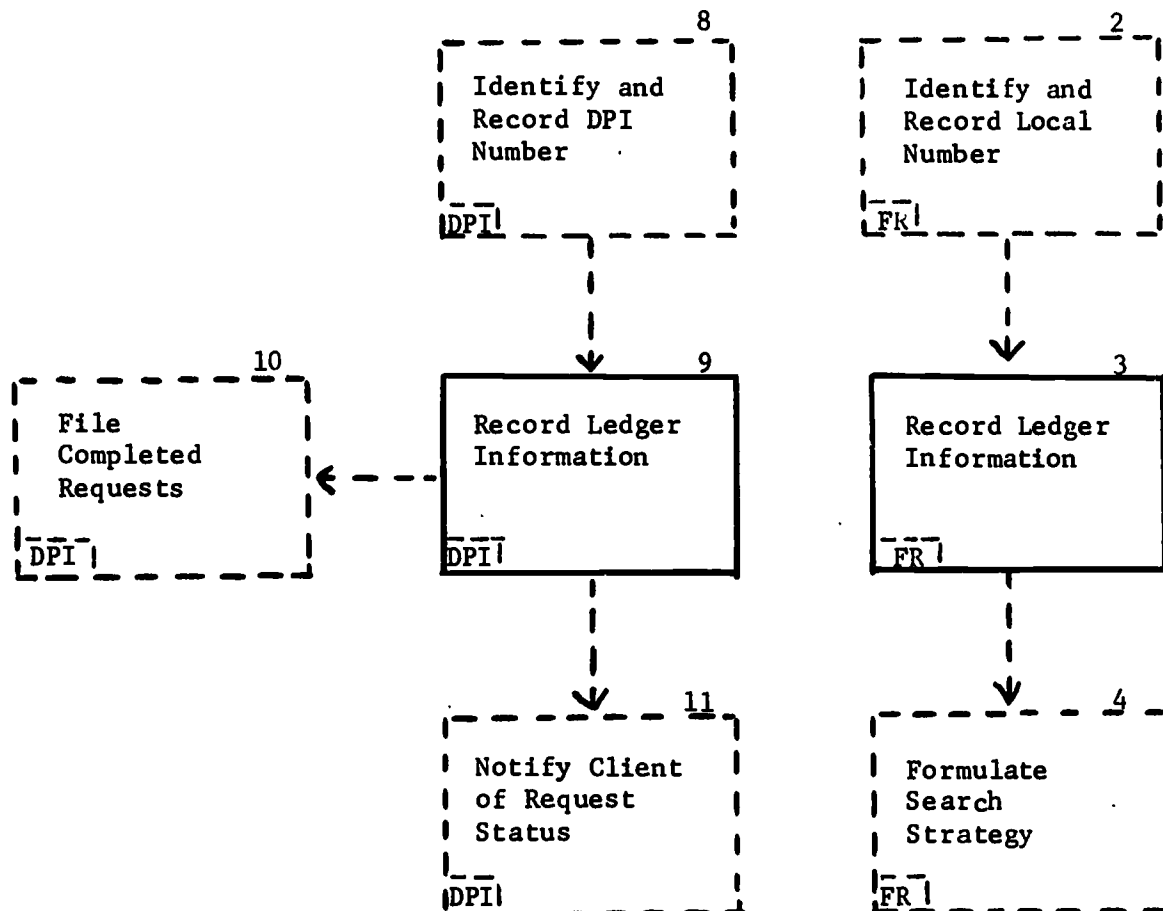 8
Identify and
Record DPI
Number
DPI
2
Identify and
Record Local
Number
FR
10
File
Completed
Requests
DPI
9
Record Ledger
Information
DPI
3
Record Ledger
Information
FR
11
Notify Client
of Request
Status
DPI
4
Formulate
Search
Strategy
FR